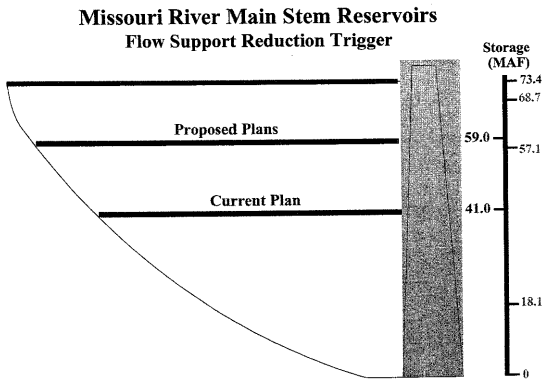 Missouri River Main Stem Reservoirs
Flow Support Reduction Trigger
Storage
(MAF)
73.4
68.7
Proposed Plans
59.0
57.1
Current Plan
41.0
18.1
0